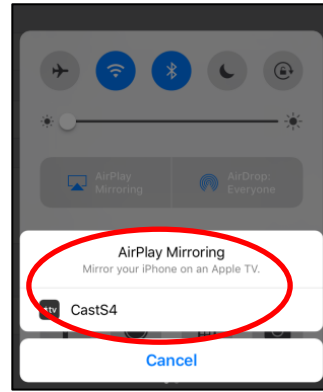 AirPlay
Mirroring
AirDrop:
Everyone
AirPlay Mirroring
Mirror your iPhone on an Apple TV.
tv CastS4
Cancel